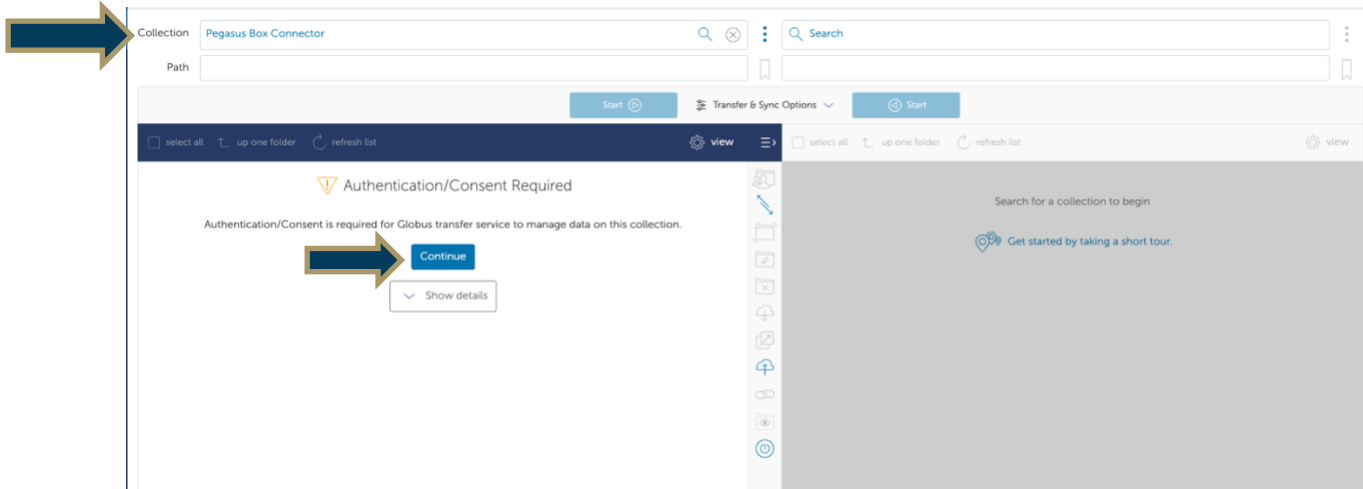 Collection Pegasus Box Connector Search
Path
Start Transfer & Sync Options Start
select all up one folder refresh list view select all up one folder refresh list view
Authentication/Consent Required
Search for a collection to begin
Authentication/Consent is required for Globus transfer service to manage data on this collection.
Get started by taking a short tour.
Continue
Show details